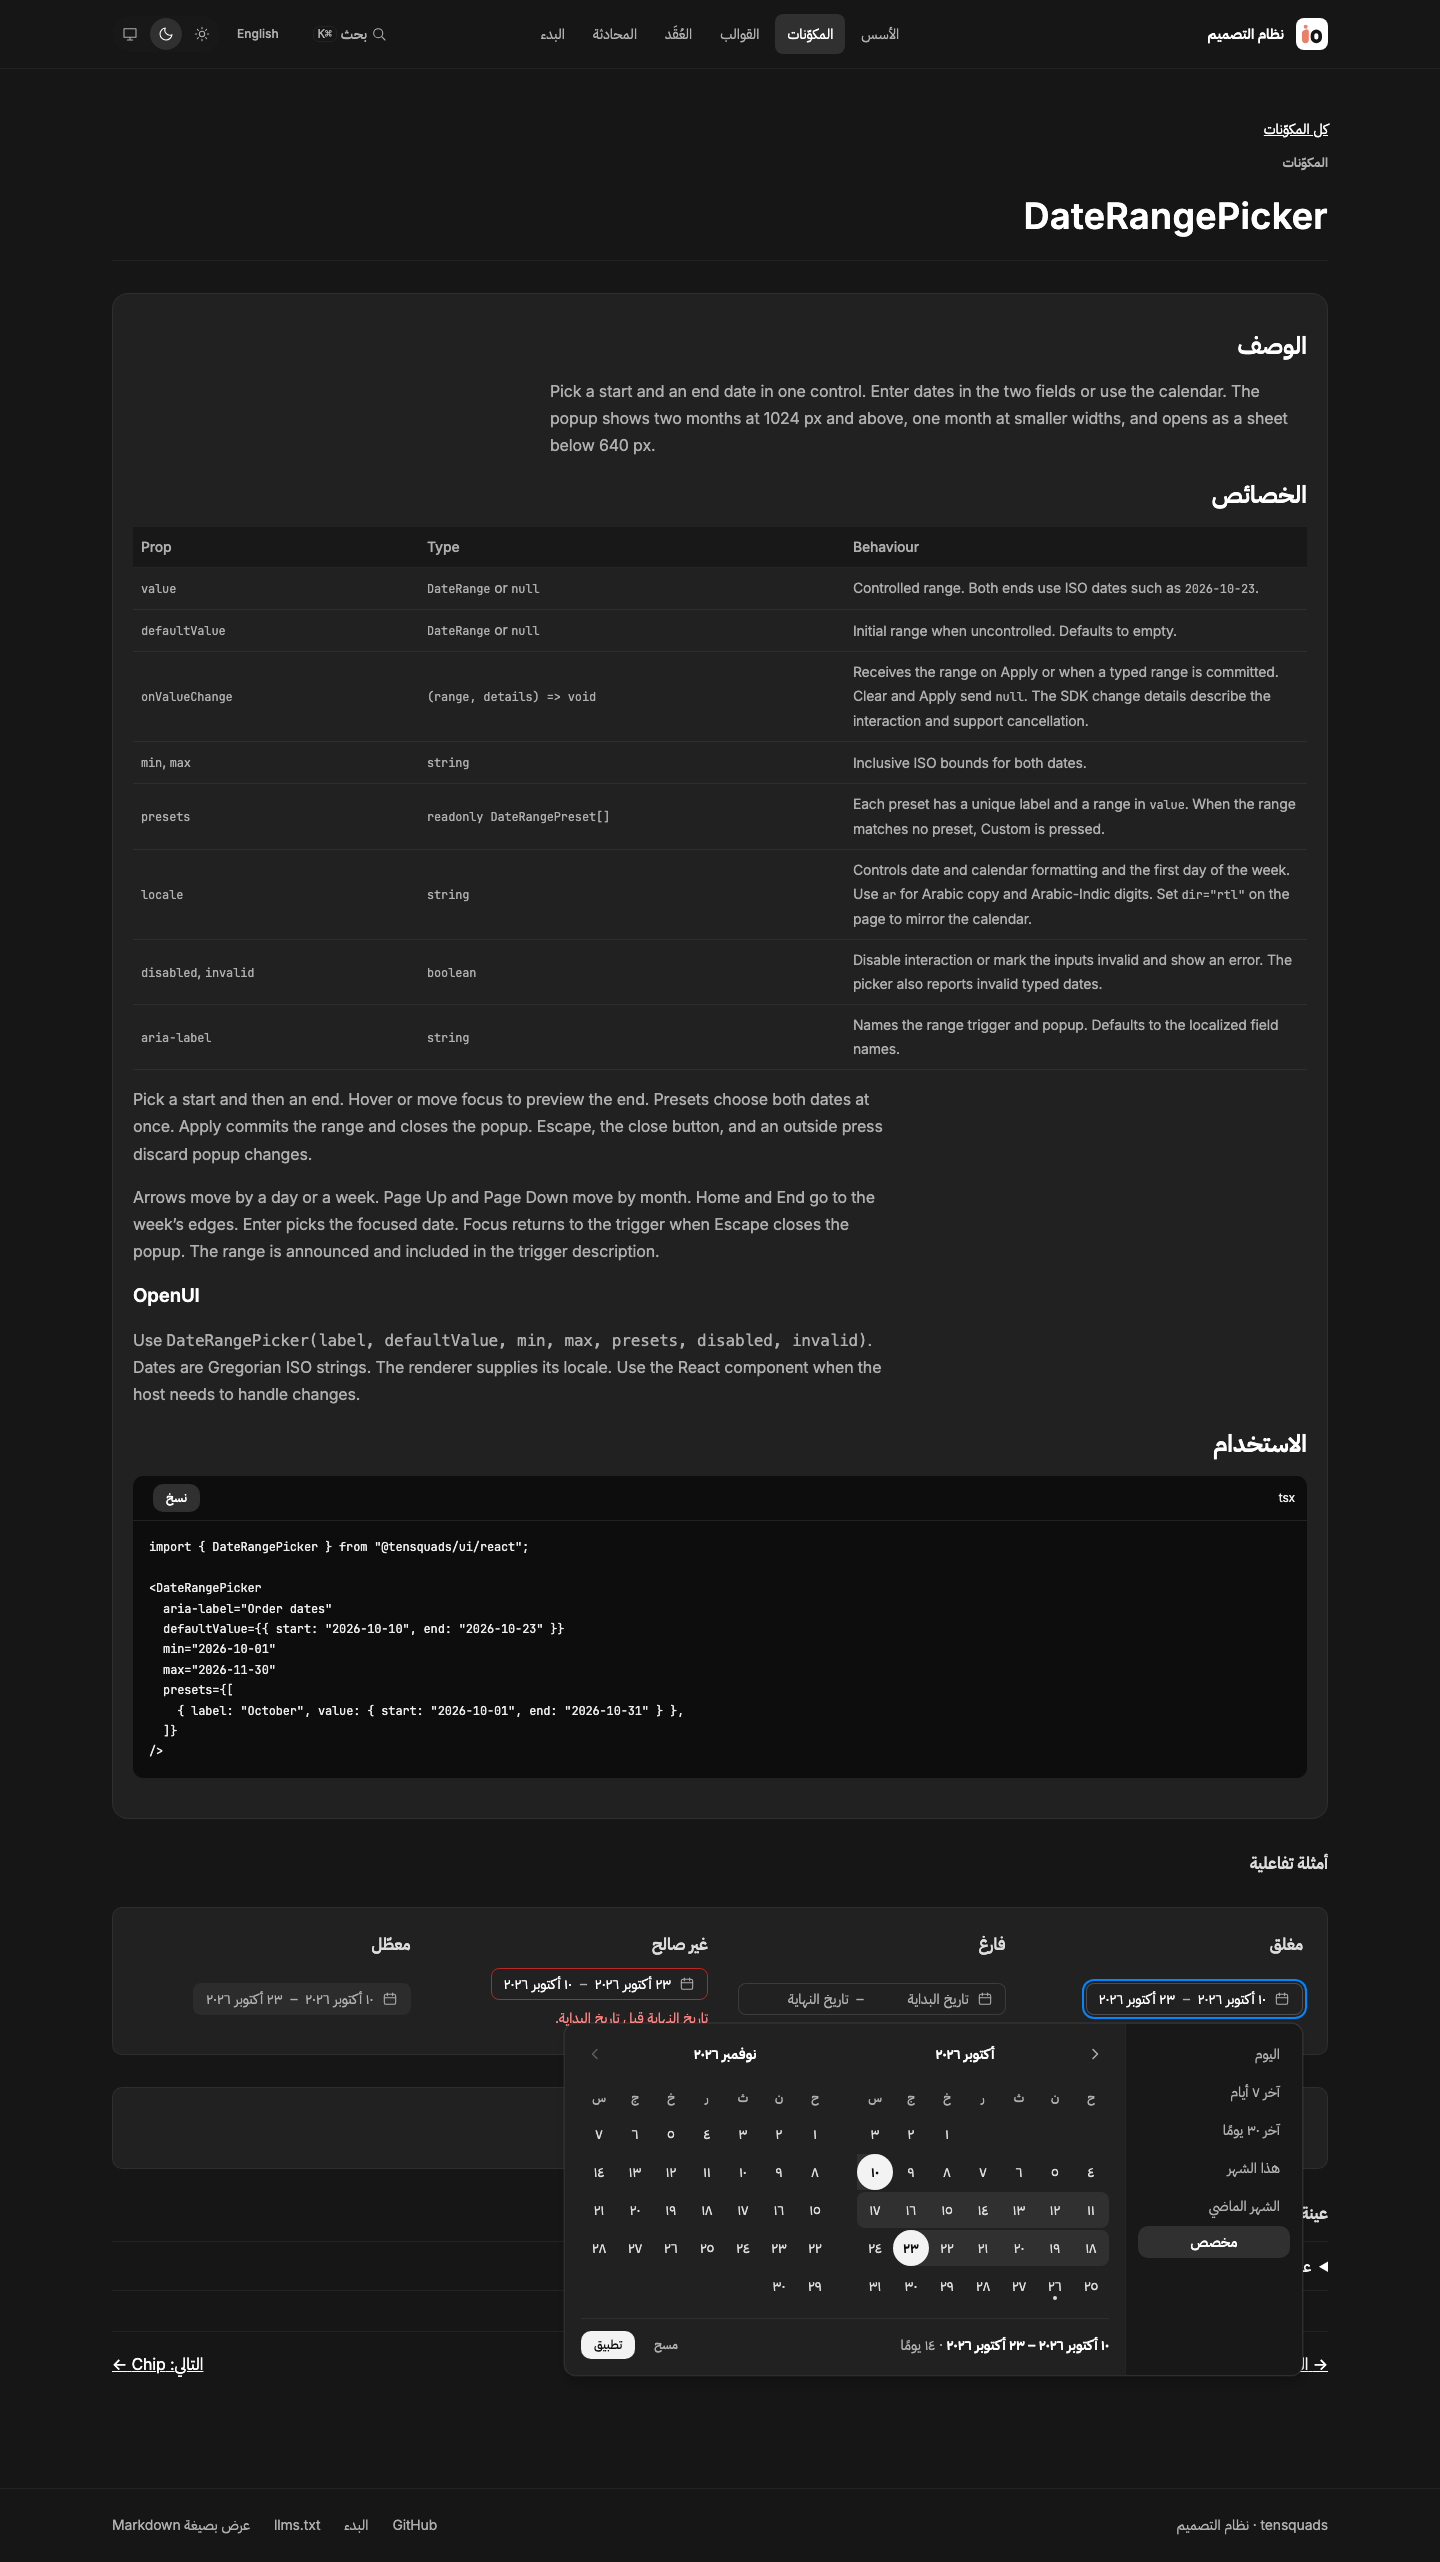 نظام التصميم
الأسس
المكوّنات
القوالب
العُقَد
المحادثة
البدء
بحث
⌘K
English
كل المكوّنات
المكوّنات
DateRangePicker
الوصف
Pick a start and an end date in one control. Enter dates in the two fields or use the calendar. The
popup shows two months at 1024 px and above, one month at smaller widths, and opens as a sheet
below 640 px.
الخصائص
Prop Type Behaviour
value DateRange or null Controlled range. Both ends use ISO dates such as 2026-10-23.
defaultValue DateRange or null Initial range when uncontrolled. Defaults to empty.
onValueChange (range, details) => void Receives the range on Apply or when a typed range is committed.
Clear and Apply send null. The SDK change details describe the
interaction and support cancellation.
min, max string Inclusive ISO bounds for both dates.
presets readonly DateRangePreset[] Each preset has a unique label and a range in value. When the range
matches no preset, Custom is pressed.
locale string Controls date and calendar formatting and the first day of the week.
Use ar for Arabic copy and Arabic-Indic digits. Set dir="rtl" on the
page to mirror the calendar.
disabled, invalid boolean Disable interaction or mark the inputs invalid and show an error. The
picker also reports invalid typed dates.
aria-label string Names the range trigger and popup. Defaults to the localized field
names.
Pick a start and then an end. Hover or move focus to preview the end. Presets choose both dates at
once. Apply commits the range and closes the popup. Escape, the close button, and an outside press
discard popup changes.
Arrows move by a day or a week. Page Up and Page Down move by month. Home and End go to the
week’s edges. Enter picks the focused date. Focus returns to the trigger when Escape closes the
popup. The range is announced and included in the trigger description.
OpenUI
Use DateRangePicker(label, defaultValue, min, max, presets, disabled, invalid).
Dates are Gregorian ISO strings. The renderer supplies its locale. Use the React component when the
host needs to handle changes.
الاستخدام
tsx
نسخ
import { DateRangePicker } from "@tensquads/ui/react";
<DateRangePicker
aria-label="Order dates"
defaultValue={{ start: "2026-10-10", end: "2026-10-23" }}
min="2026-10-01"
max="2026-11-30"
presets={[
{ label: "October", value: { start: "2026-10-01", end: "2026-10-31" } },
]}
/>
أمثلة تفاعلية
مغلق
١٠ أكتوبر ٢٠٢٦ – ٢٣ أكتوبر ٢٠٢٦
فارغ
تاريخ البداية – تاريخ النهاية
غير صالح
٢٣ أكتوبر ٢٠٢٦ – ١٠ أكتوبر ٢٠٢٦
تاريخ النهاية قبل تاريخ البداية.
معطّل
١٠ أكتوبر ٢٠٢٦ – ٢٣ أكتوبر ٢٠٢٦
اليوم
آخر ٧ أيام
آخر ٣٠ يومًا
هذا الشهر
الشهر الماضي
مخصص
أكتوبر ٢٠٢٦
ح ن ث ر خ ج س
١ ٢ ٣
٤ ٥ ٦ ٧ ٨ ٩ ١٠
١١ ١٢ ١٣ ١٤ ١٥ ١٦ ١٧
١٨ ١٩ ٢٠ ٢١ ٢٢ ٢٣ ٢٤
٢٥ ٢٦ ٢٧ ٢٨ ٢٩ ٣٠ ٣١
نوفمبر ٢٠٢٦
ح ن ث ر خ ج س
١ ٢ ٣ ٤ ٥ ٦ ٧
٨ ٩ ١٠ ١١ ١٢ ١٣ ١٤
١٥ ١٦ ١٧ ١٨ ١٩ ٢٠ ٢١
٢٢ ٢٣ ٢٤ ٢٥ ٢٦ ٢٧ ٢٨
٢٩ ٣٠
١٠ أكتوبر ٢٠٢٦ – ٢٣ أكتوبر ٢٠٢٦ · ١٤ يومًا
مسح
تطبيق
عينة
التالي: Chip ←
tensquads · نظام التصميم
GitHub
البدء
llms.txt
عرض بصيغة Markdown